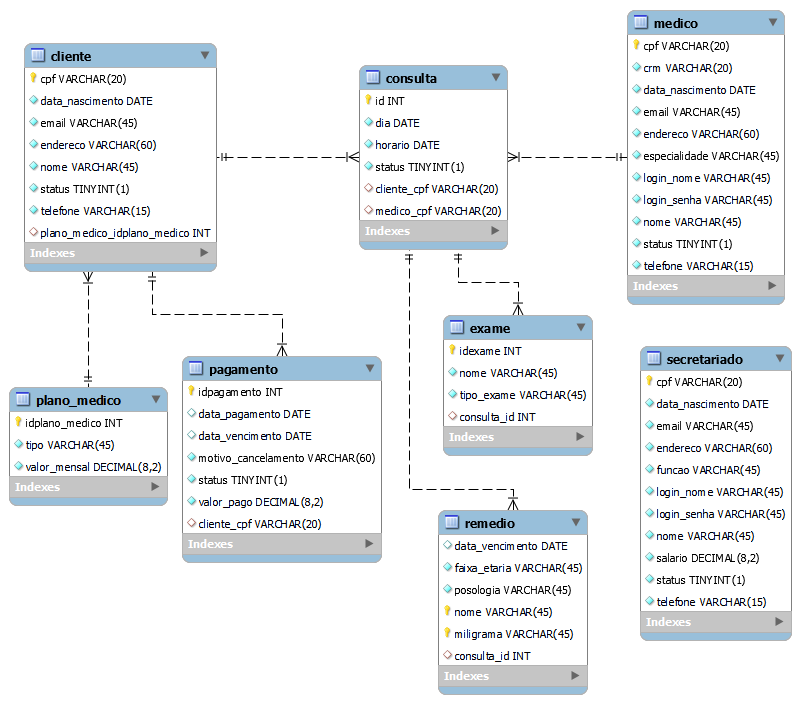 cliente
cpf VARCHAR(20)
data_nascimento DATE
email VARCHAR(45)
endereco VARCHAR(60)
nome VARCHAR(45)
status TINYINT(1)
telefone VARCHAR(15)
plano_medico_idplano_medico INT
Indexes
consulta
id INT
dia DATE
horario DATE
status TINYINT(1)
cliente_cpf VARCHAR(20)
medico_cpf VARCHAR(20)
Indexes
medico
cpf VARCHAR(20)
crm VARCHAR(20)
data_nascimento DATE
email VARCHAR(45)
endereco VARCHAR(60)
especialidade VARCHAR(45)
login_nome VARCHAR(45)
login_senha VARCHAR(45)
nome VARCHAR(45)
status TINYINT(1)
telefone VARCHAR(15)
Indexes
plano_medico
idplano_medico INT
tipo VARCHAR(45)
valor_mensal DECIMAL(8,2)
Indexes
pagamento
idpagamento INT
data_pagamento DATE
data_vencimento DATE
motivo_cancelamento VARCHAR(60)
status TINYINT(1)
valor_pago DECIMAL(8,2)
cliente_cpf VARCHAR(20)
Indexes
exame
idexame INT
nome VARCHAR(45)
tipo_exame VARCHAR(45)
consulta_id INT
Indexes
remedio
data_vencimento DATE
faixa_etaria VARCHAR(45)
posologia VARCHAR(45)
nome VARCHAR(45)
miligrama VARCHAR(45)
consulta_id INT
Indexes
secretariado
cpf VARCHAR(20)
data_nascimento DATE
email VARCHAR(45)
endereco VARCHAR(60)
funcao VARCHAR(45)
login_nome VARCHAR(45)
login_senha VARCHAR(45)
nome VARCHAR(45)
salario DECIMAL(8,2)
status TINYINT(1)
telefone VARCHAR(15)
Indexes